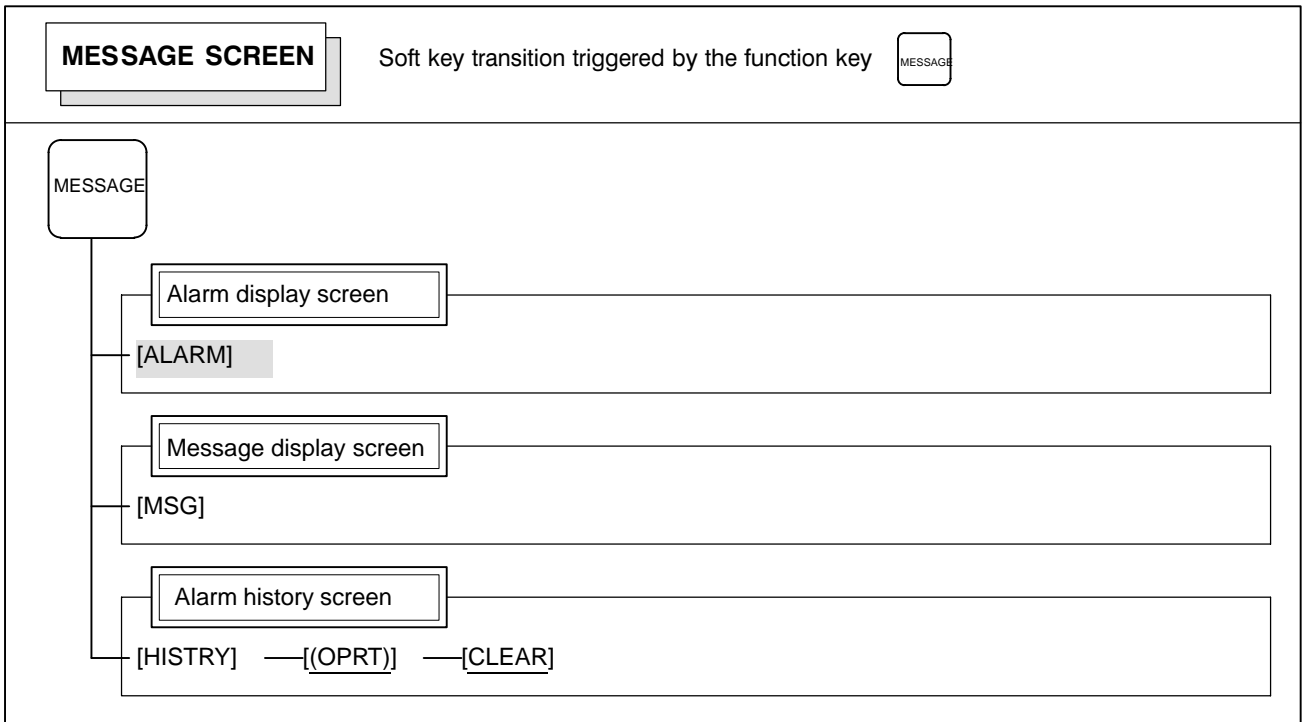 MESSAGE SCREEN Soft key transition triggered by the function key MESSAGE
MESSAGE
Alarm display screen
[ALARM]
Message display screen
[MSG]
Alarm history screen
[HISTRY] [(OPRT)] [CLEAR]